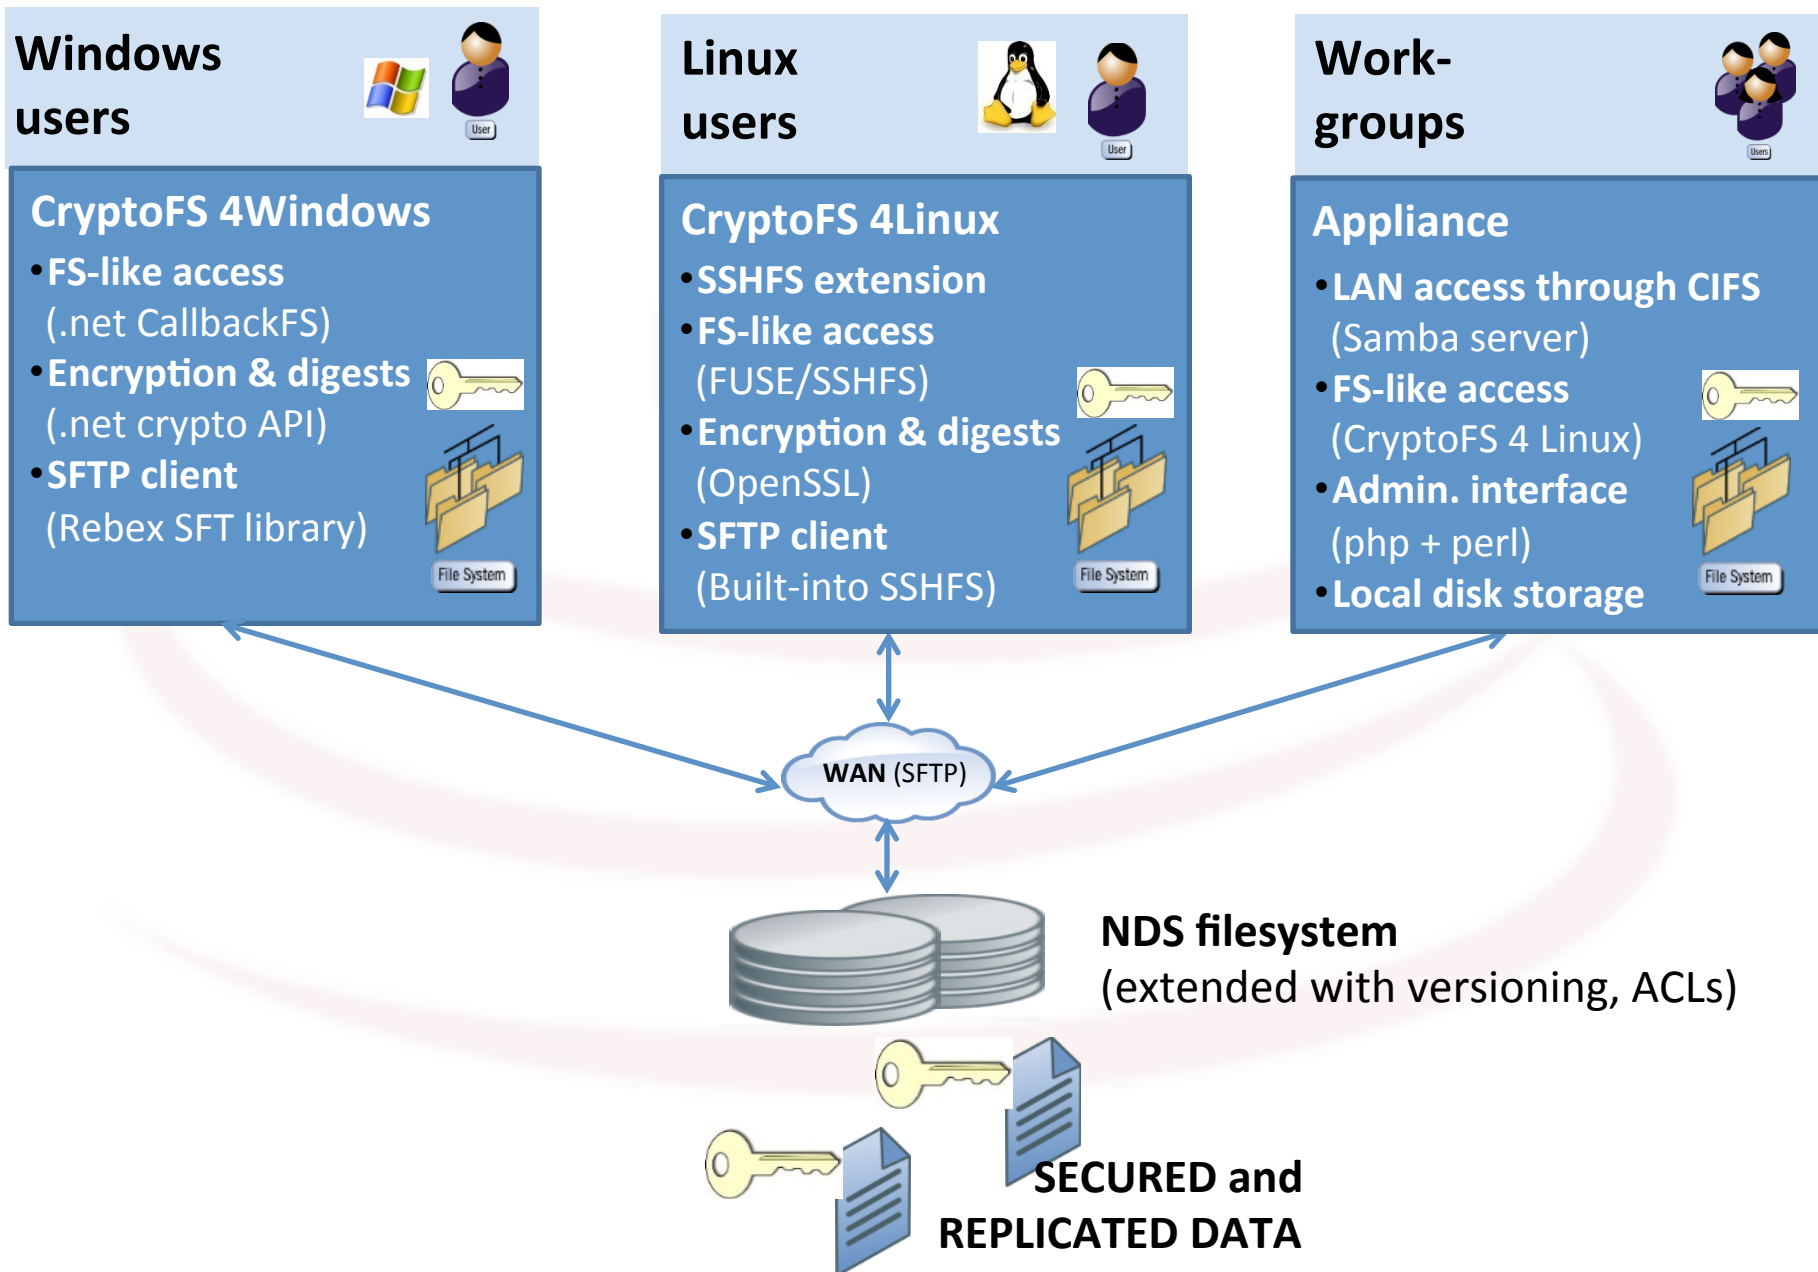 Windows
users
User
CryptoFS 4Windows
•FS-like access
(.net CallbackFS)
•Encryption & digests
(.net crypto API)
•SFTP client
(Rebex SFT library)
File System
Linux
users
User
CryptoFS 4Linux
•SSHFS extension
•FS-like access
(FUSE/SSHFS)
•Encryption & digests
(OpenSSL)
•SFTP client
(Built-into SSHFS)
File System
Work-
groups
Users
Appliance
•LAN access through CIFS
(Samba server)
•FS-like access
(CryptoFS 4 Linux)
•Admin. interface
(php + perl)
•Local disk storage
File System
WAN (SFTP)
NDS filesystem
(extended with versioning, ACLs)
SECURED and
REPLICATED DATA